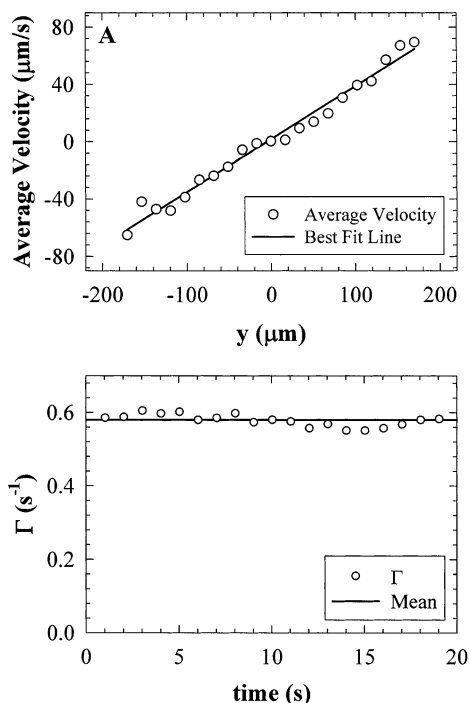 A
80
40
0
-40
-80
Average Velocity (μm/s)
Average Velocity
Best Fit Line
-200 -100 0 100 200
y (μm)
0.6
0.4
0.2
0.0
Γ (s⁻¹)
Γ
Mean
0 5 10 15 20
time (s)